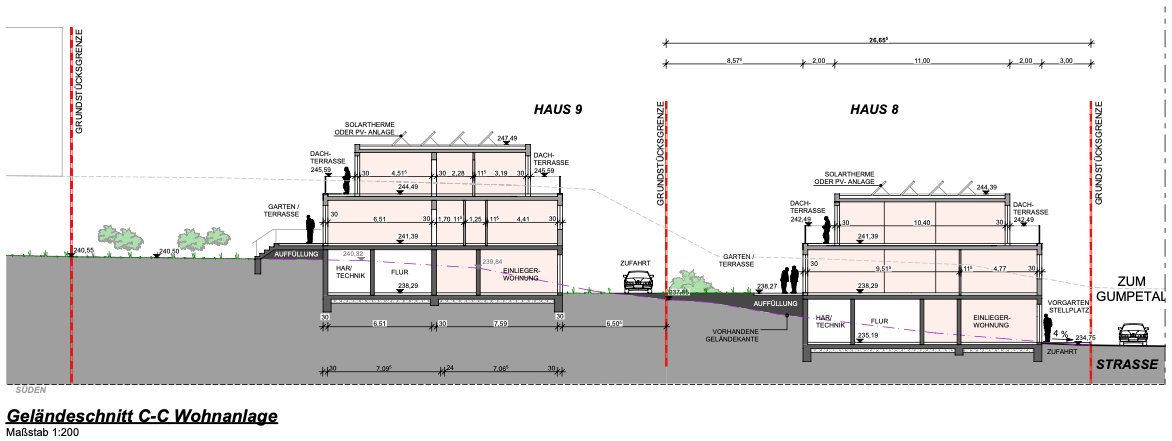 GRUNDSTÜCKSGRENZE
26,65⁵
8,57⁵
2,00
11,00
2,00
3,00
HAUS 9
HAUS 8
GRUNDSTÜCKSGRENZE
GRUNDSTÜCKSGRENZE
SOLARTHERME
ODER PV- ANLAGE
247,49
DACH-
TERRASSE
245,59
DACH-
TERRASSE
245,59
30
4,51⁵
30
2,28
11⁵
3,19
30
244,49
GARTEN /
TERRASSE
30
6,51
30
1,70
11⁵
1,25
11⁵
4,41
30
241,39
240,55
240,50
AUFFÜLLUNG
240,32
239,84
HAR/
TECHNIK
FLUR
EINLIEGER-
WOHNUNG
238,29
ZUFAHRT
30
6,51
30
7,59
30
6,50⁵
30
7,09⁵
24
7,06⁵
30
SOLARTHERME
ODER PV- ANLAGE
244,39
DACH-
TERRASSE
242,49
DACH-
TERRASSE
242,49
30
10,40
30
241,39
GARTEN /
TERRASSE
30
9,51⁵
11⁵
4,77
30
238,27
238,29
AUFFÜLLUNG
VORHANDENE
GELÄNDEKANTE
HAR/
TECHNIK
FLUR
EINLIEGER-
WOHNUNG
235,19
ZUM
GUMPETAL
VORGARTEN
STELLPLATZ
4 %
234,75
ZUFAHRT
STRASSE
SÜDEN
Geländeschnitt C-C Wohnanlage
Maßstab 1:200